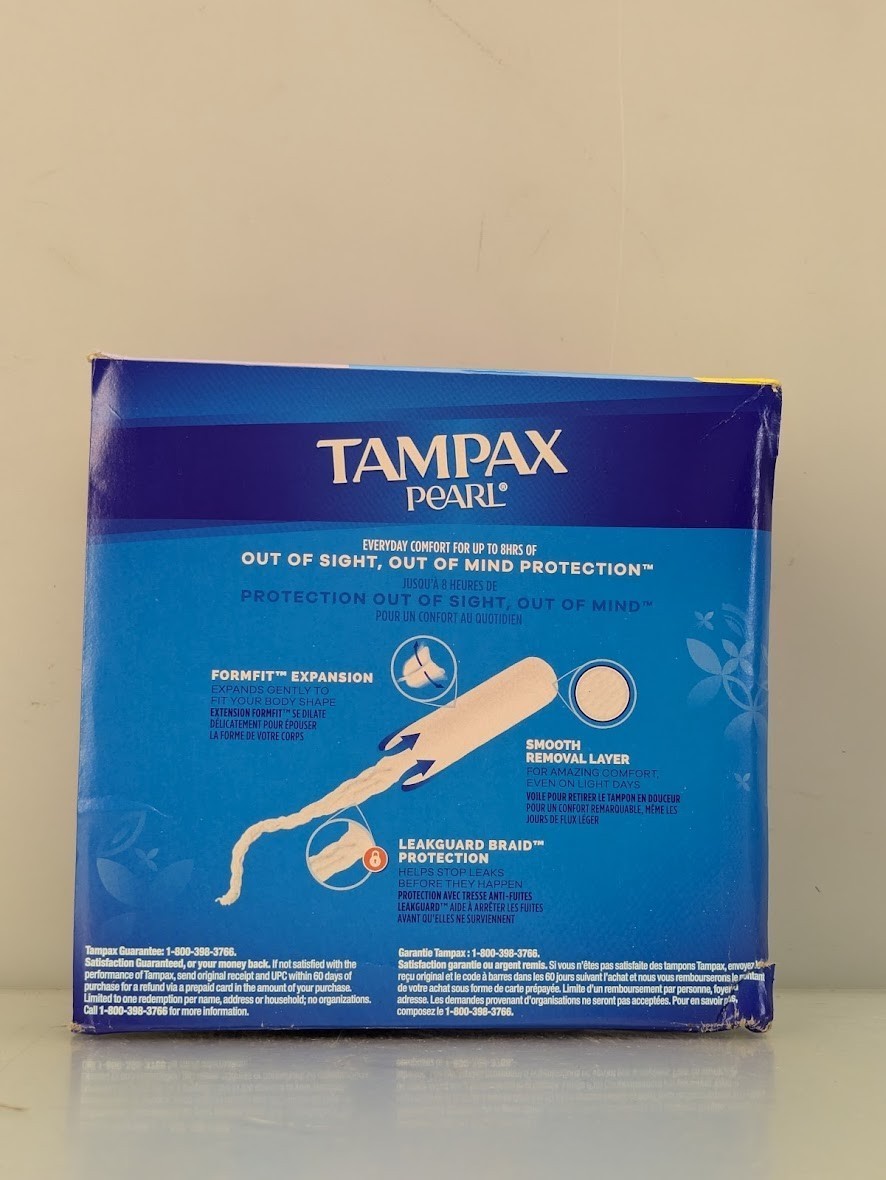 TAMPAX
PEARL®
EVERYDAY COMFORT FOR UP TO 8HRS OF
OUT OF SIGHT, OUT OF MIND PROTECTION™
JUSQU'À 8 HEURES DE
PROTECTION OUT OF SIGHT, OUT OF MIND™
POUR UN CONFORT AU QUOTIDIEN
FORMFIT™ EXPANSION
EXPANDS GENTLY TO
FIT YOUR BODY SHAPE
EXTENSION FORMFIT™ SE DILATE
DÉLICATEMENT POUR ÉPOUSER
LA FORME DE VOTRE CORPS
SMOOTH
REMOVAL LAYER
FOR AMAZING COMFORT,
EVEN ON LIGHT DAYS
VOILE POUR RETIRER LE TAMPON EN DOUCEUR
POUR UN CONFORT REMARQUABLE, MÊME LES
JOURS DE FLUX LÉGER
LEAKGUARD BRAID™
PROTECTION
HELPS STOP LEAKS
BEFORE THEY HAPPEN
PROTECTION AVEC TRESSE ANTI-FUITES
LEAKGUARD™ AIDE À ARRÊTER LES FUITES
AVANT QU'ELLES NE SURVIENNENT
Tampax Guarantee: 1-800-398-3766.
Satisfaction Guaranteed, or your money back. If not satisfied with the
performance of Tampax, send original receipt and UPC within 60 days of
purchase for a refund via a prepaid card in the amount of your purchase.
Limited to one redemption per name, address or household; no organizations.
Call 1-800-398-3766 for more information.
Garantie Tampax : 1-800-398-3766.
Satisfaction garantie ou argent remis. Si vous n'êtes pas satisfaite des tampons Tampax, envoyez le
reçu original et le code à barres dans les 60 jours suivant l'achat et nous vous rembourserons le montant
de votre achat sous forme de carte prépayée. Limite d'un remboursement par personne, foyer
adresse. Les demandes provenant d'organisations ne seront pas acceptées. Pour en savoir
composez le 1-800-398-3766.